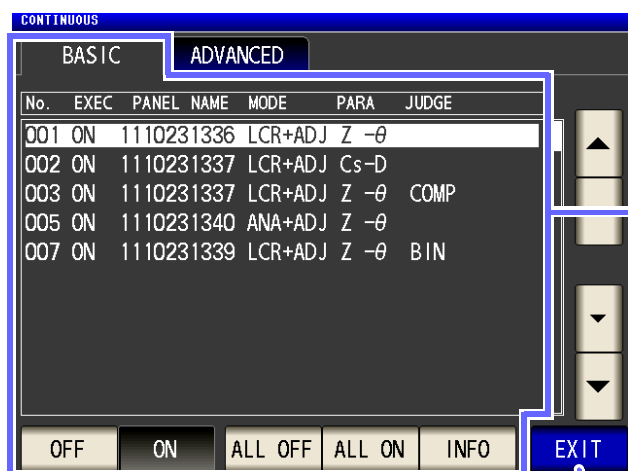 CONTINUOUS
BASIC ADVANCED
No. EXEC PANEL NAME MODE PARA JUDGE
001 ON 1110231336 LCR+ADJ Z -θ
002 ON 1110231337 LCR+ADJ Cs-D
003 ON 1110231337 LCR+ADJ Z -θ COMP
005 ON 1110231340 ANA+ADJ Z -θ
007 ON 1110231339 LCR+ADJ Z -θ BIN
OFF ON ALL OFF ALL ON INFO EXIT